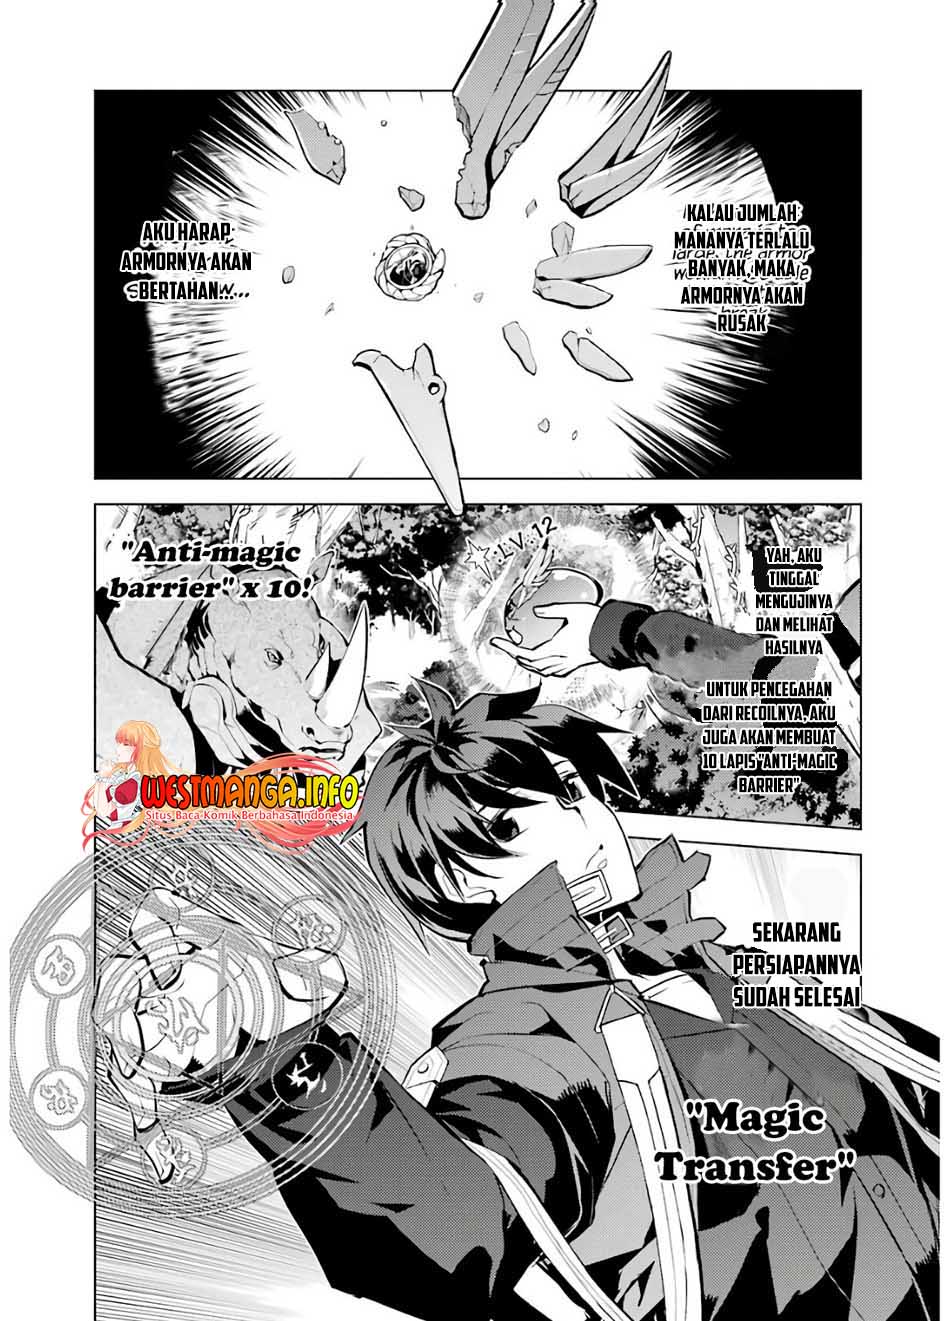 KALAU JUMLAH
MANANYA TERLALU
BANYAK, MAKA
ARMORNYA AKAN
RUSAK
AKU HARAP
ARMORNYA AKAN
BERTAHAN...
"Anti-magic
barrier" x 10!
LV.12
YAH, AKU
TINGGAL
MENGUJINYA
DAN MELIHAT
HASILNYA
UNTUK PENCEGAHAN
DARI RECOILNYA, AKU
JUGA AKAN MEMBUAT
10 LAPIS "ANTI-MAGIC
BARRIER"
WESTMANGA.INFO
Situs Baca Komik Berbahasa Indonesia
SEKARANG
PERSIAPANNYA
SUDAH SELESAI
"Magic
Transfer"